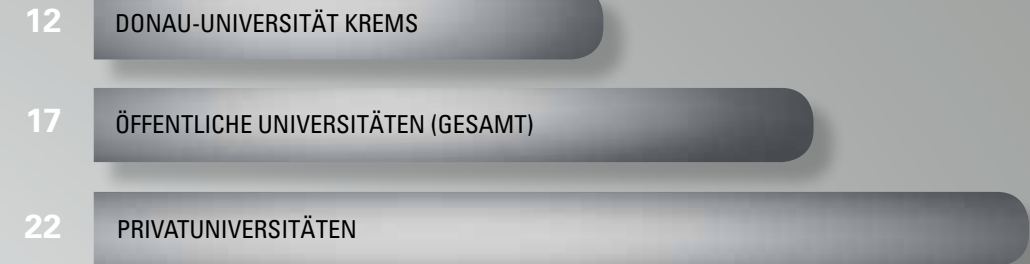 12 DONAU-UNIVERSITÄT KREMS
17 ÖFFENTLICHE UNIVERSITÄTEN (GESAMT)
22 PRIVATUNIVERSITÄTEN